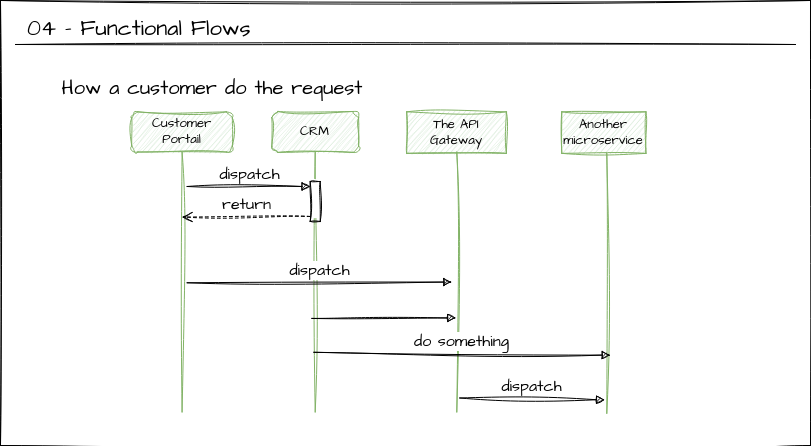 04 - Functional Flows
How a customer do the request
Customer
Portail
CRM
The API
Gateway
Another
microservice
dispatch
return
dispatch
do something
dispatch